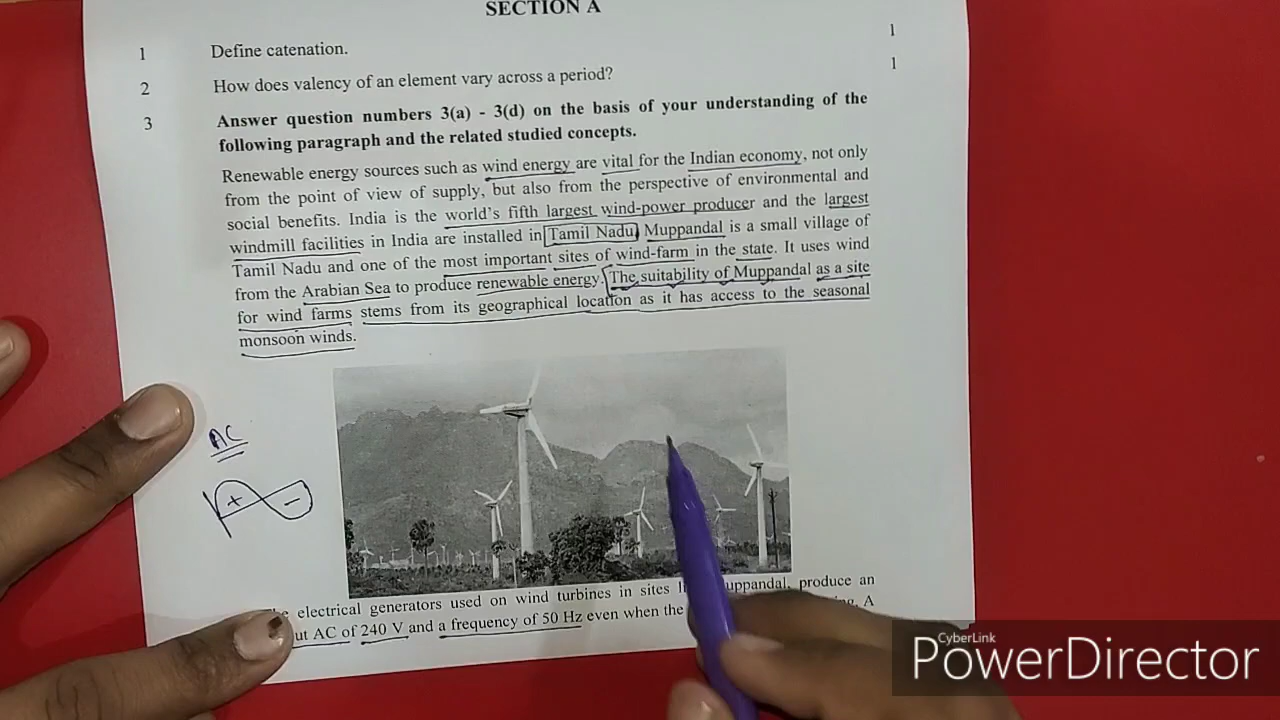 SECTION A
1 Define catenation. 1
2 How does valency of an element vary across a period? 1
3 Answer question numbers 3(a) - 3(d) on the basis of your understanding of the
following paragraph and the related studied concepts.
Renewable energy sources such as wind energy are vital for the Indian economy, not only
from the point of view of supply, but also from the perspective of environmental and
social benefits. India is the world's fifth largest wind-power producer and the largest
windmill facilities in India are installed in Tamil Nadu. Muppandal is a small village of
Tamil Nadu and one of the most important sites of wind-farm in the state. It uses wind
from the Arabian Sea to produce renewable energy. The suitability of Muppandal as a site
for wind farms stems from its geographical location as it has access to the seasonal
monsoon winds.
AC
+ −
electrical generators used on wind turbines in sites uppandal, produce an
AC of 240 V and a frequency of 50 Hz even when the A
CyberLink
PowerDirector